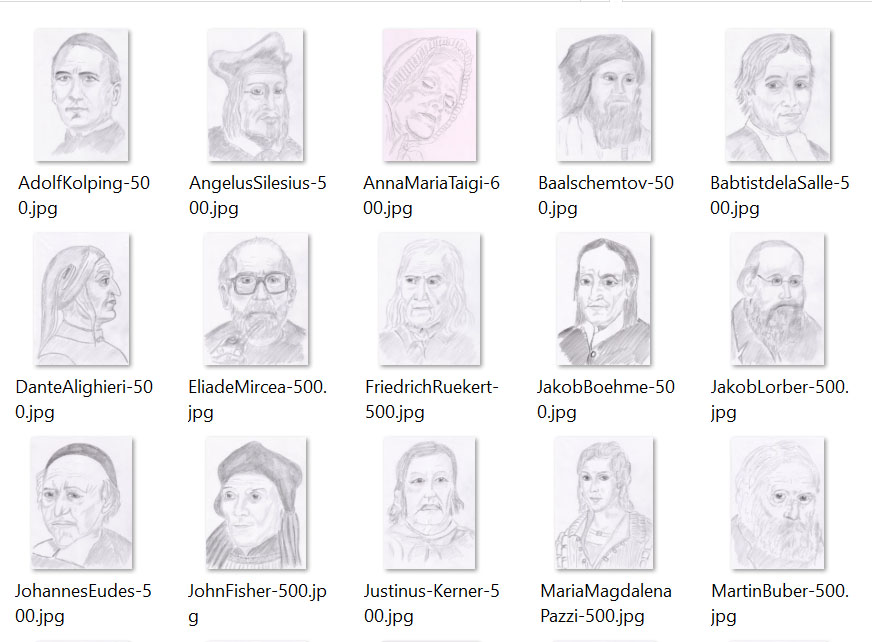 AdolfKolping-50
0.jpg
AngelusSilesius-5
00.jpg
AnnaMariaTaigi-6
00.jpg
Baalschemtov-50
0.jpg
BabtistdelaSalle-5
00.jpg
DanteAlighieri-50
0.jpg
EliadeMircea-500.
jpg
FriedrichRuekert-
500.jpg
JakobBoehme-50
0.jpg
JakobLorber-500.
jpg
JohannesEudes-5
00.jpg
JohnFisher-500.jp
g
Justinus-Kerner-5
00.jpg
MariaMagdalena
Pazzi-500.jpg
MartinBuber-500.
jpg